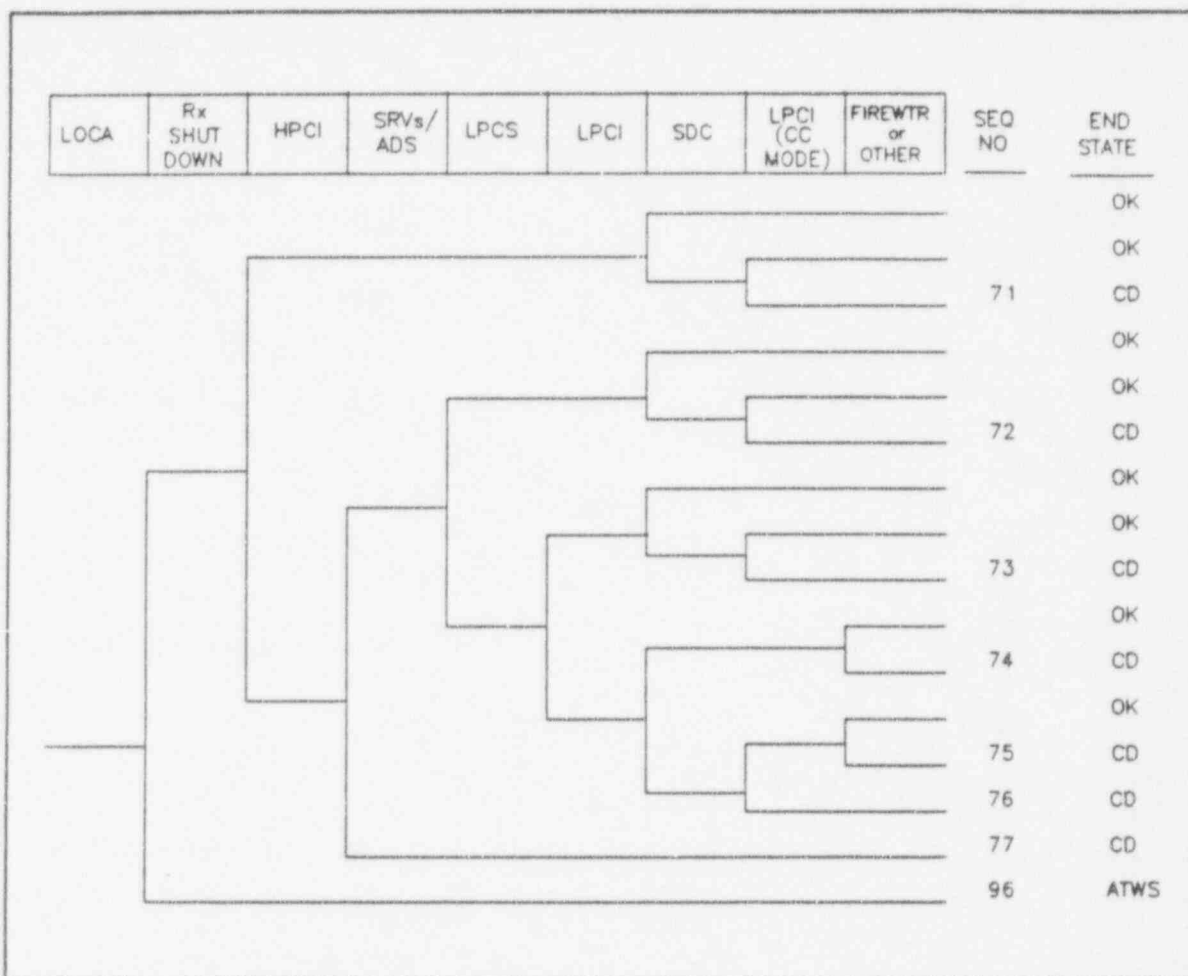 LOCA
Rx
SHUT
DOWN
HPCI
SRVs/
ADS
LPCS
LPCI
SDC
LPCI
(CC
MODE)
FIREWTR
or
OTHER
SEQ
NO
END
STATE
OK
OK
71 CD
OK
OK
72 CD
OK
OK
73 CD
OK
74 CD
OK
75 CD
76 CD
77 CD
96 ATWS